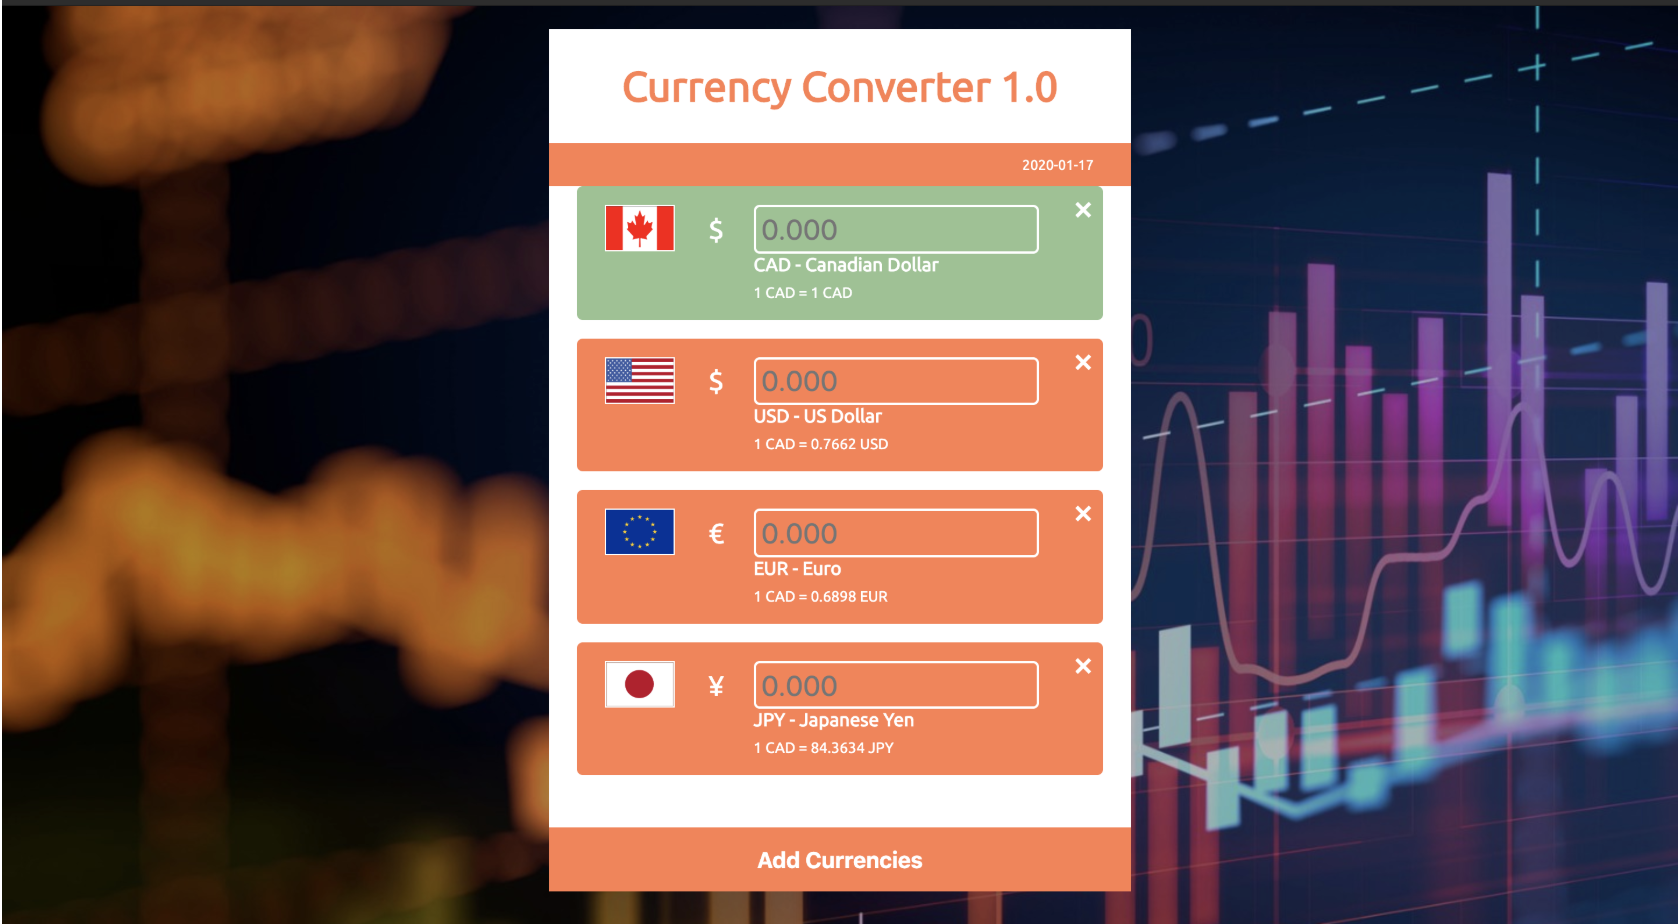 Currency Converter 1.0
2020-01-17
$ 0.000 ×
CAD - Canadian Dollar
1 CAD = 1 CAD
$ 0.000 ×
USD - US Dollar
1 CAD = 0.7662 USD
€ 0.000 ×
EUR - Euro
1 CAD = 0.6898 EUR
¥ 0.000 ×
JPY - Japanese Yen
1 CAD = 84.3634 JPY
Add Currencies